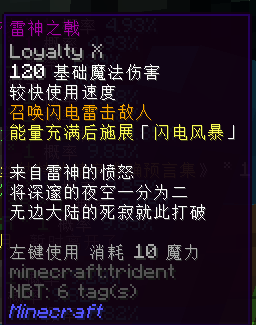 雷神之戟
Loyalty X
120 基础魔法伤害
较快使用速度
召唤闪电雷击敌人
能量充满后施展「闪电风暴」
来自雷神的愤怒
将深邃的夜空一分为二
无边大陆的死寂就此打破
左键使用 消耗 10 魔力
minecraft:trident
NBT: 6 tag(s)
Minecraft